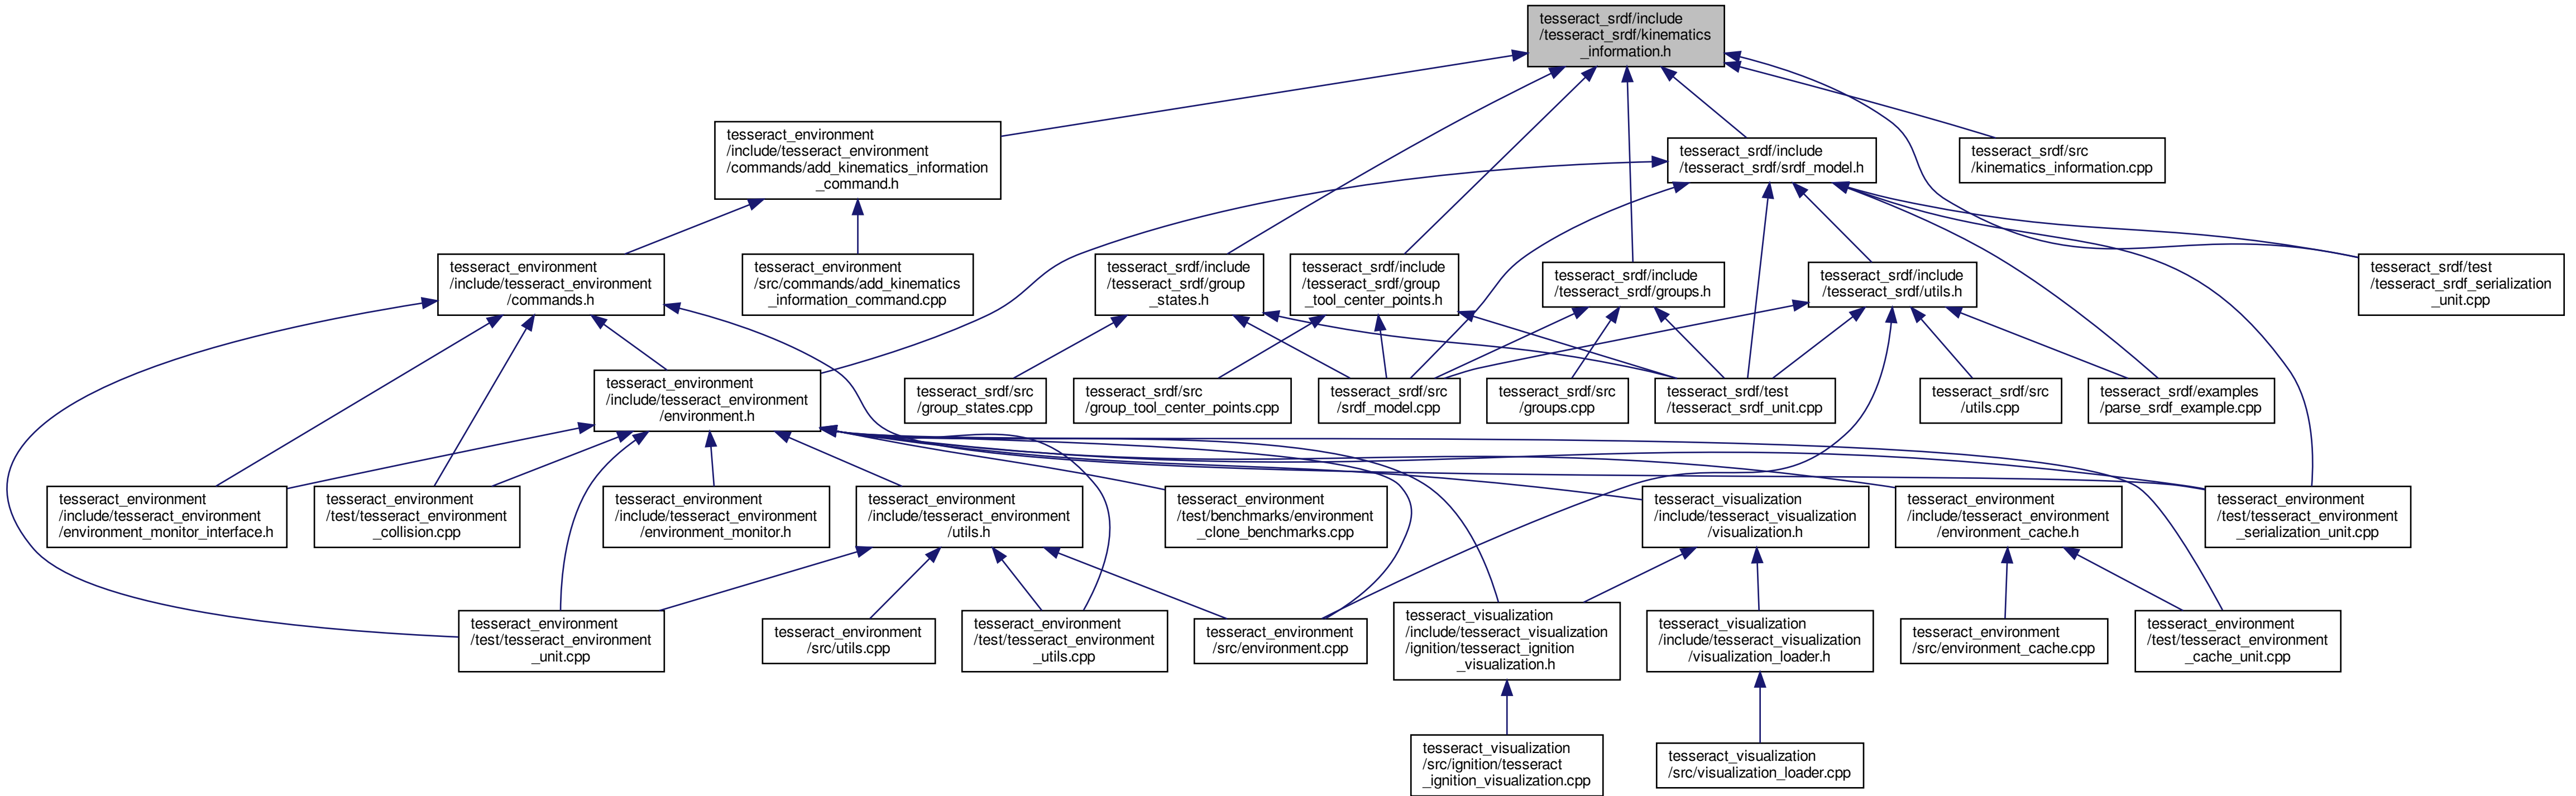 tesseract_srdf/include
/tesseract_srdf/kinematics
_information.h
tesseract_environment
/include/tesseract_environment
/commands/add_kinematics_information
_command.h
tesseract_srdf/include
/tesseract_srdf/srdf_model.h
tesseract_srdf/src
/kinematics_information.cpp
tesseract_environment
/include/tesseract_environment
/commands.h
tesseract_environment
/src/commands/add_kinematics
_information_command.cpp
tesseract_srdf/include
/tesseract_srdf/group
_states.h
tesseract_srdf/include
/tesseract_srdf/group
_tool_center_points.h
tesseract_srdf/include
/tesseract_srdf/groups.h
tesseract_srdf/include
/tesseract_srdf/utils.h
tesseract_srdf/test
/tesseract_srdf_serialization
_unit.cpp
tesseract_environment
/include/tesseract_environment
/environment.h
tesseract_srdf/src
/group_states.cpp
tesseract_srdf/src
/group_tool_center_points.cpp
tesseract_srdf/src
/srdf_model.cpp
tesseract_srdf/src
/groups.cpp
tesseract_srdf/test
/tesseract_srdf_unit.cpp
tesseract_srdf/src
/utils.cpp
tesseract_srdf/examples
/parse_srdf_example.cpp
tesseract_environment
/include/tesseract_environment
/environment_monitor_interface.h
tesseract_environment
/test/tesseract_environment
_collision.cpp
tesseract_environment
/include/tesseract_environment
/environment_monitor.h
tesseract_environment
/include/tesseract_environment
/utils.h
tesseract_environment
/test/benchmarks/environment
_clone_benchmarks.cpp
tesseract_visualization
/include/tesseract_visualization
/visualization.h
tesseract_environment
/include/tesseract_environment
/environment_cache.h
tesseract_environment
/test/tesseract_environment
_serialization_unit.cpp
tesseract_environment
/test/tesseract_environment
_unit.cpp
tesseract_environment
/src/utils.cpp
tesseract_environment
/test/tesseract_environment
_utils.cpp
tesseract_environment
/src/environment.cpp
tesseract_visualization
/include/tesseract_visualization
/ignition/tesseract_ignition
_visualization.h
tesseract_visualization
/include/tesseract_visualization
/visualization_loader.h
tesseract_environment
/src/environment_cache.cpp
tesseract_environment
/test/tesseract_environment
_cache_unit.cpp
tesseract_visualization
/src/ignition/tesseract
_ignition_visualization.cpp
tesseract_visualization
/src/visualization_loader.cpp